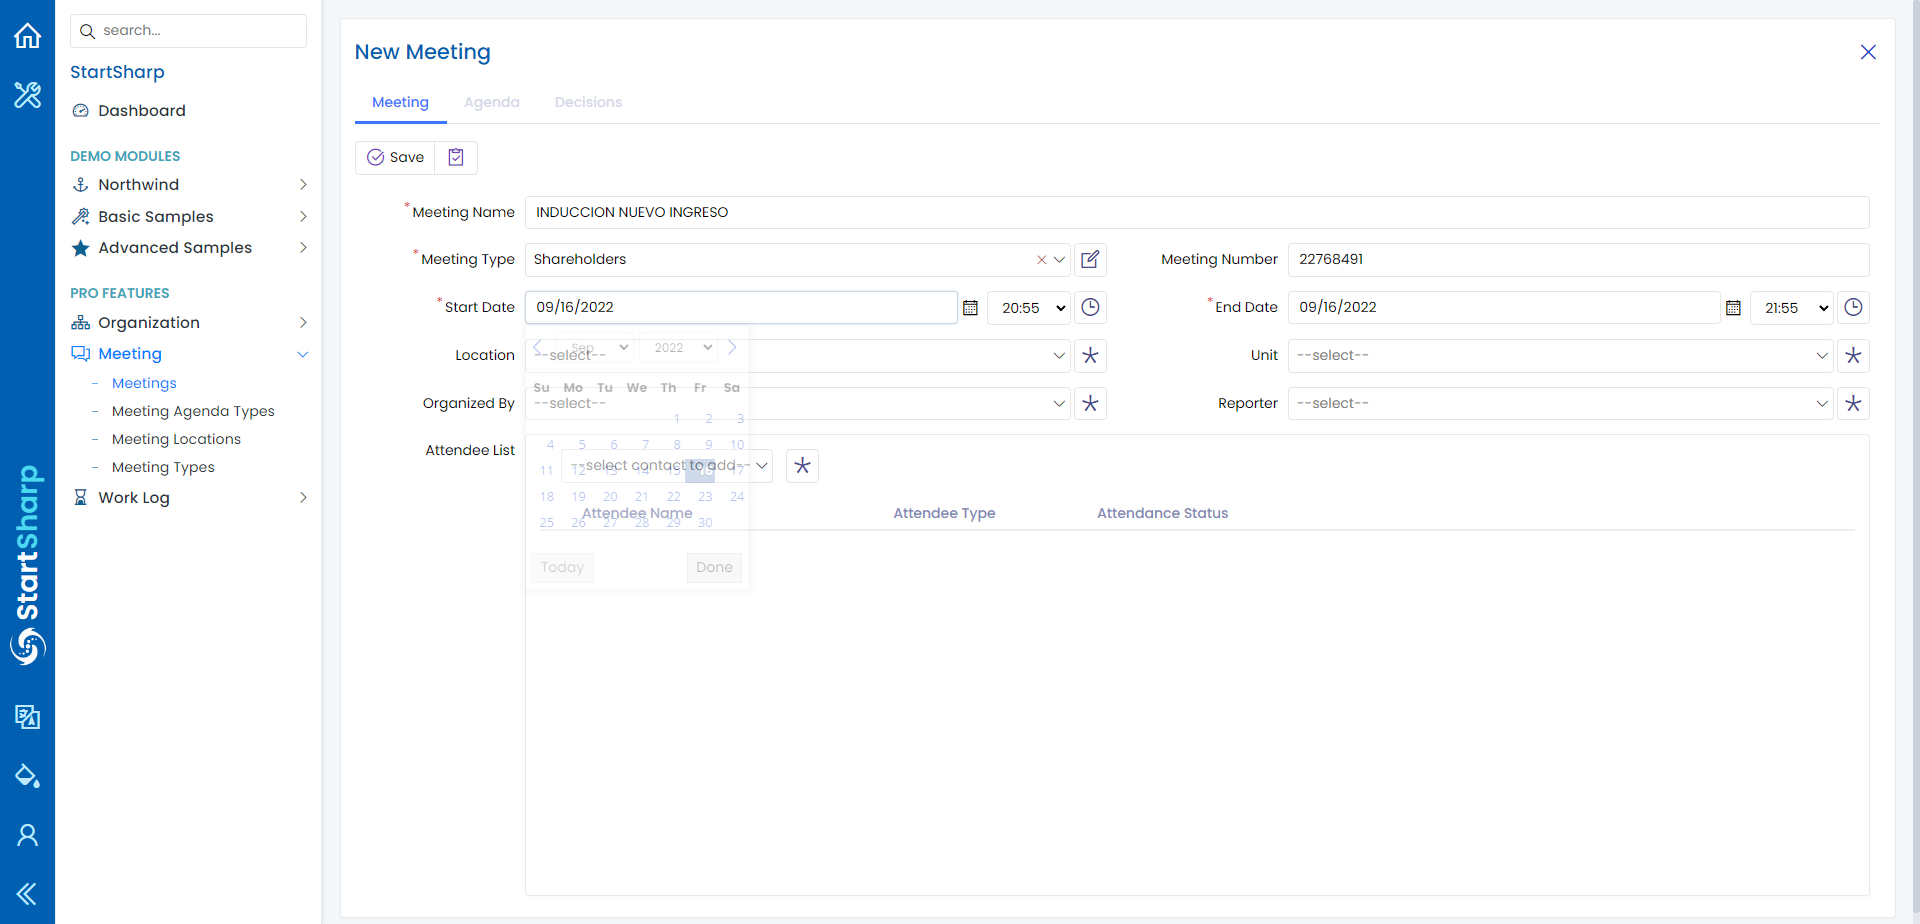 search...
StartSharp
Dashboard
DEMO MODULES
Northwind
Basic Samples
Advanced Samples
PRO FEATURES
Organization
Meeting
Meetings
Meeting Agenda Types
Meeting Locations
Meeting Types
Work Log
StartSharp
New Meeting
Meeting Agenda Decisions
Save
*Meeting Name INDUCCION NUEVO INGRESO
*Meeting Type Shareholders Meeting Number 22768491
*Start Date 09/16/2022 20:55 *End Date 09/16/2022 21:55
Location --select-- Unit --select--
Organized By --select-- Reporter --select--
Attendee List
--select contact to add--
Attendee Name Attendee Type Attendance Status
Sep 2022
Su Mo Tu We Th Fr Sa
1 2 3
4 5 6 7 8 9 10
11 12 13 14 15 16 17
18 19 20 21 22 23 24
25 26 27 28 29 30
Today Done